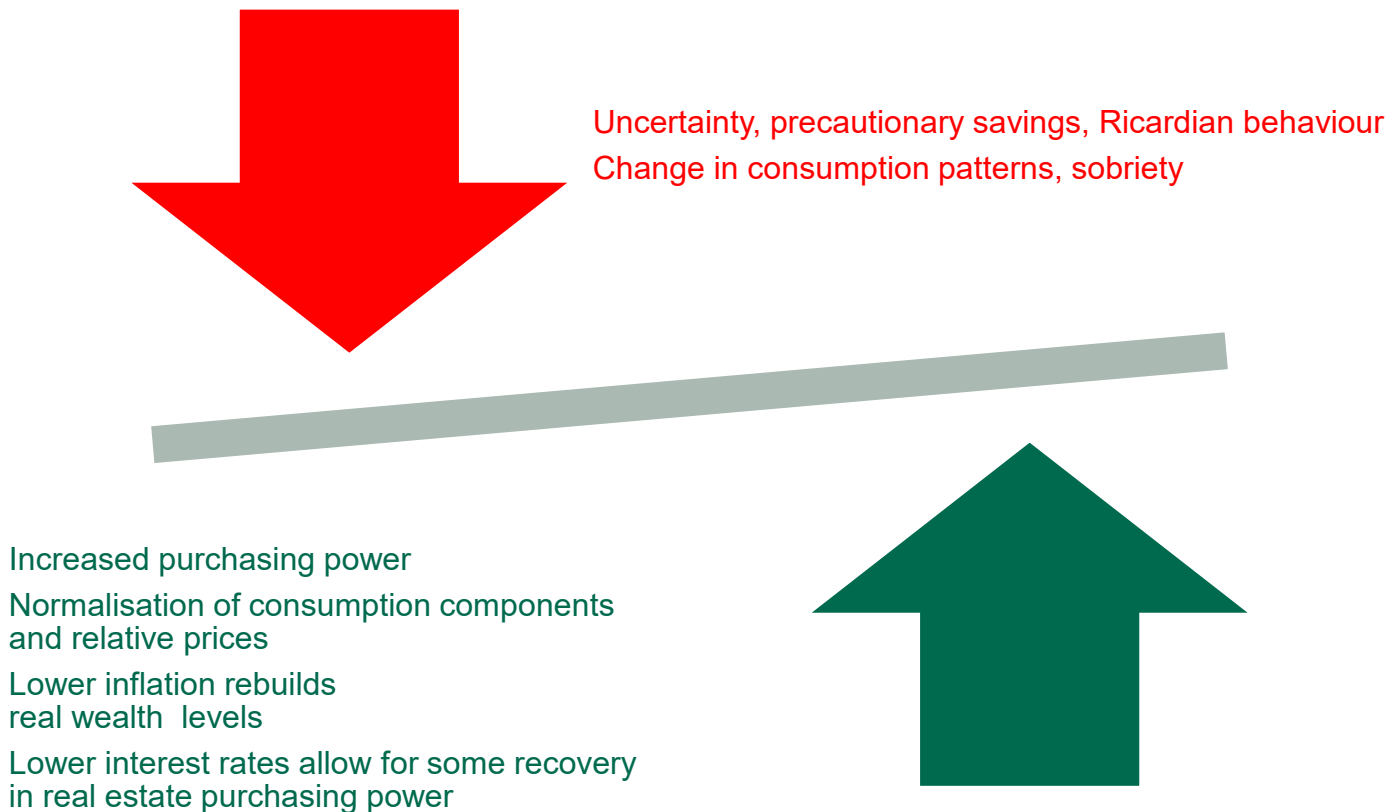 Uncertainty, precautionary savings, Ricardian behaviour
Change in consumption patterns, sobriety
Increased purchasing power
Normalisation of consumption components
and relative prices
Lower inflation rebuilds
real wealth  levels
Lower interest rates allow for some recovery
in real estate purchasing power